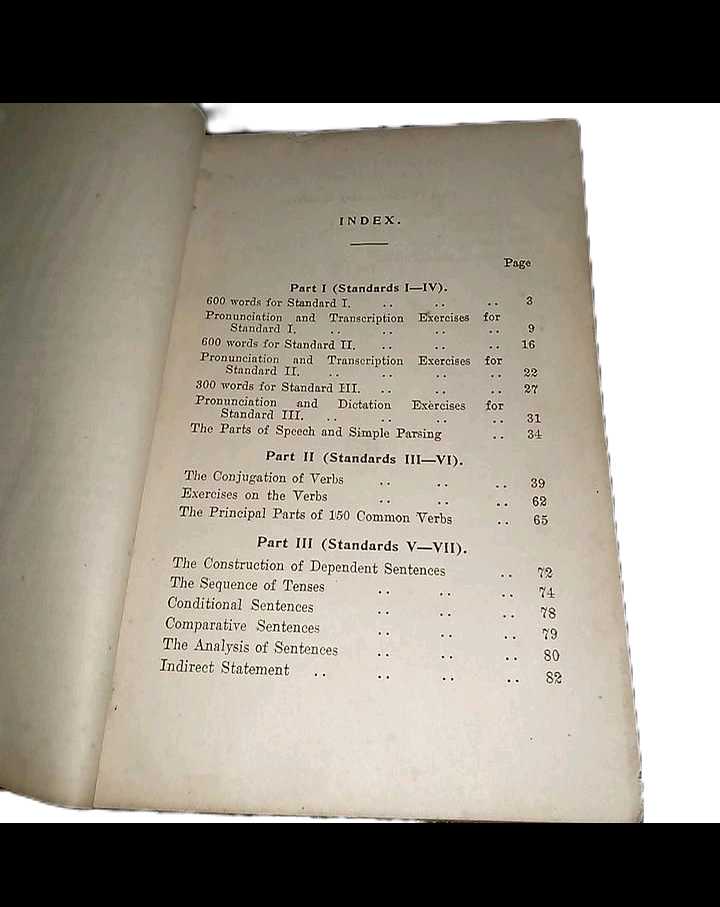 INDEX.
Page
Part I (Standards I—IV).
600 words for Standard I. .. .. .. 3
Pronunciation and Transcription Exercises for
Standard I. .. .. .. .. 9
600 words for Standard II. .. .. .. 16
Pronunciation and Transcription Exercises for
Standard II. .. .. .. .. 22
300 words for Standard III. .. .. .. 27
Pronunciation and Dictation Exercises for
Standard III. .. .. .. .. 31
The Parts of Speech and Simple Parsing .. 34
Part II (Standards III—VI).
The Conjugation of Verbs .. .. .. 39
Exercises on the Verbs .. .. .. 62
The Principal Parts of 150 Common Verbs .. 65
Part III (Standards V—VII).
The Construction of Dependent Sentences .. 72
The Sequence of Tenses .. .. .. 74
Conditional Sentences .. .. .. 78
Comparative Sentences .. .. .. 79
The Analysis of Sentences .. .. .. 80
Indirect Statement .. .. .. .. 82